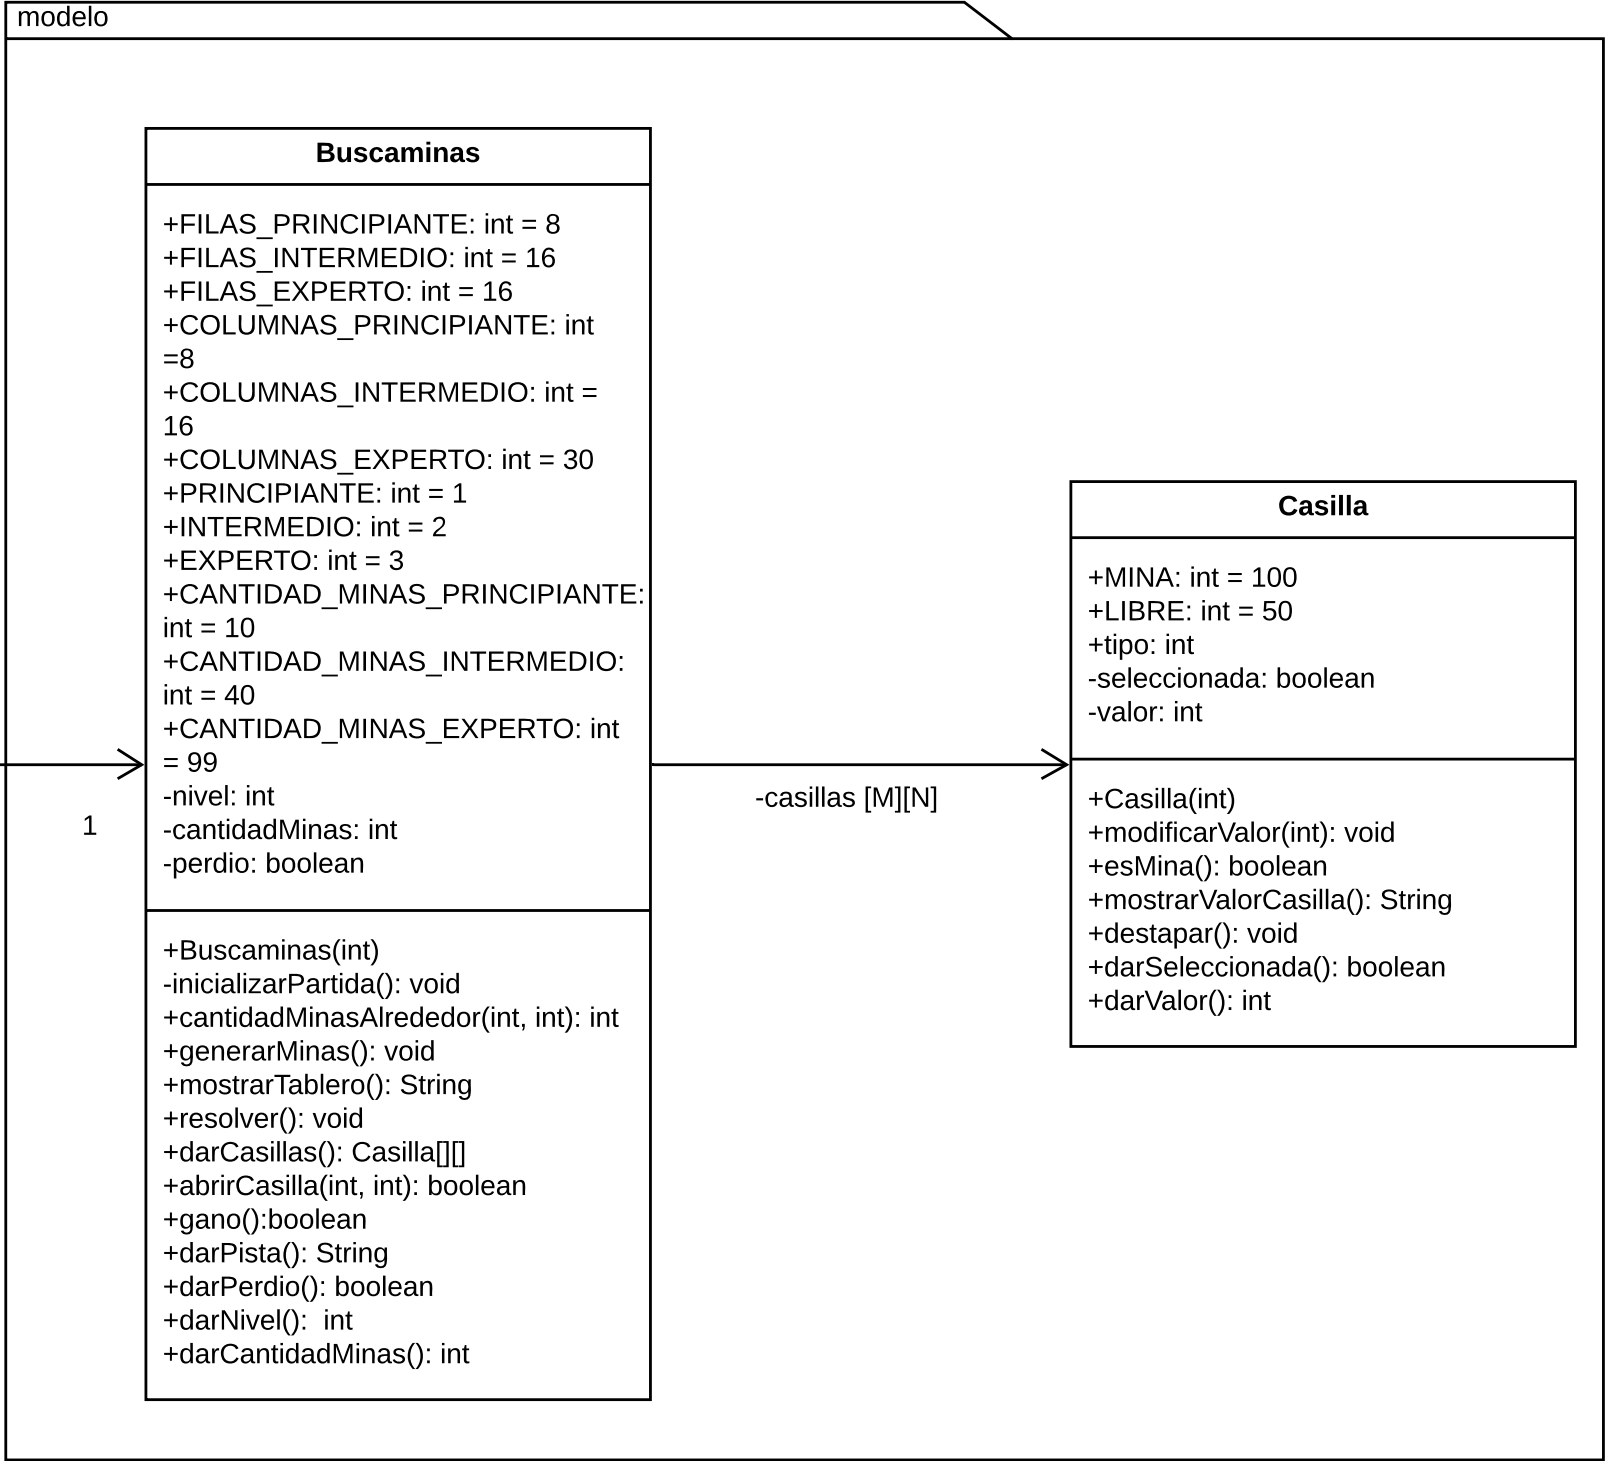 modelo
Buscaminas
+FILAS_PRINCIPIANTE: int = 8
+FILAS_INTERMEDIO: int = 16
+FILAS_EXPERTO: int = 16
+COLUMNAS_PRINCIPIANTE: int
=8
+COLUMNAS_INTERMEDIO: int =
16
+COLUMNAS_EXPERTO: int = 30
+PRINCIPIANTE: int = 1
+INTERMEDIO: int = 2
+EXPERTO: int = 3
+CANTIDAD_MINAS_PRINCIPIANTE:
int = 10
+CANTIDAD_MINAS_INTERMEDIO:
int = 40
+CANTIDAD_MINAS_EXPERTO: int
= 99
-nivel: int
-cantidadMinas: int
-perdio: boolean
+Buscaminas(int)
-inicializarPartida(): void
+cantidadMinasAlrededor(int, int): int
+generarMinas(): void
+mostrarTablero(): String
+resolver(): void
+darCasillas(): Casilla[][]
+abrirCasilla(int, int): boolean
+gano():boolean
+darPista(): String
+darPerdio(): boolean
+darNivel():  int
+darCantidadMinas(): int
1
-casillas [M][N]
Casilla
+MINA: int = 100
+LIBRE: int = 50
+tipo: int
-seleccionada: boolean
-valor: int
+Casilla(int)
+modificarValor(int): void
+esMina(): boolean
+mostrarValorCasilla(): String
+destapar(): void
+darSeleccionada(): boolean
+darValor(): int